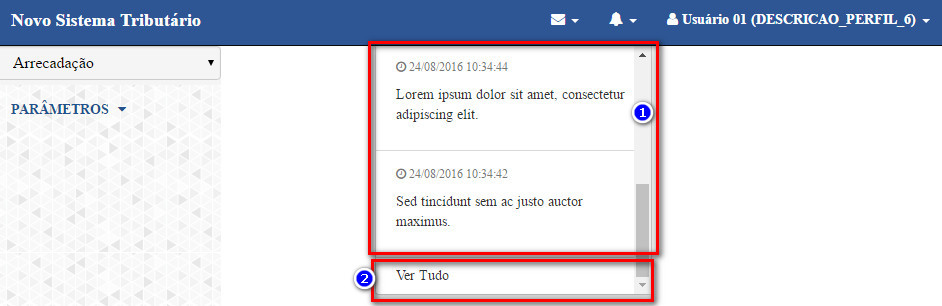 Novo Sistema Tributário
Usuário 01 (DESCRICAO_PERFIL_6)
Arrecadação
PARÂMETROS
24/08/2016 10:34:44
Lorem ipsum dolor sit amet, consectetur
adipiscing elit.
1
24/08/2016 10:34:42
Sed tincidunt sem ac justo auctor
maximus.
2
Ver Tudo